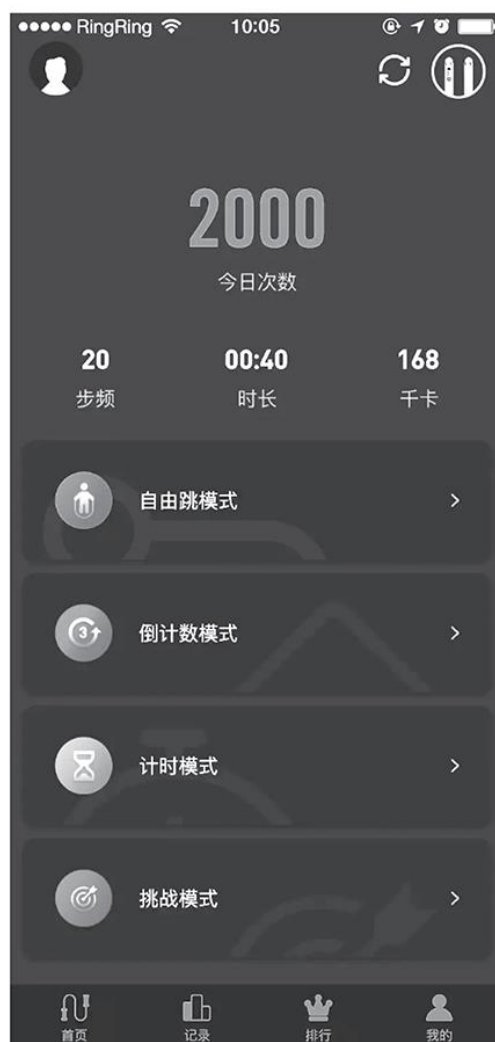 RingRing 10:05
2000
今日次数
20 00:40 168
步频 时长 千卡
自由跳模式
3 倒计数模式
计时模式
挑战模式
首页 记录 排行 我的